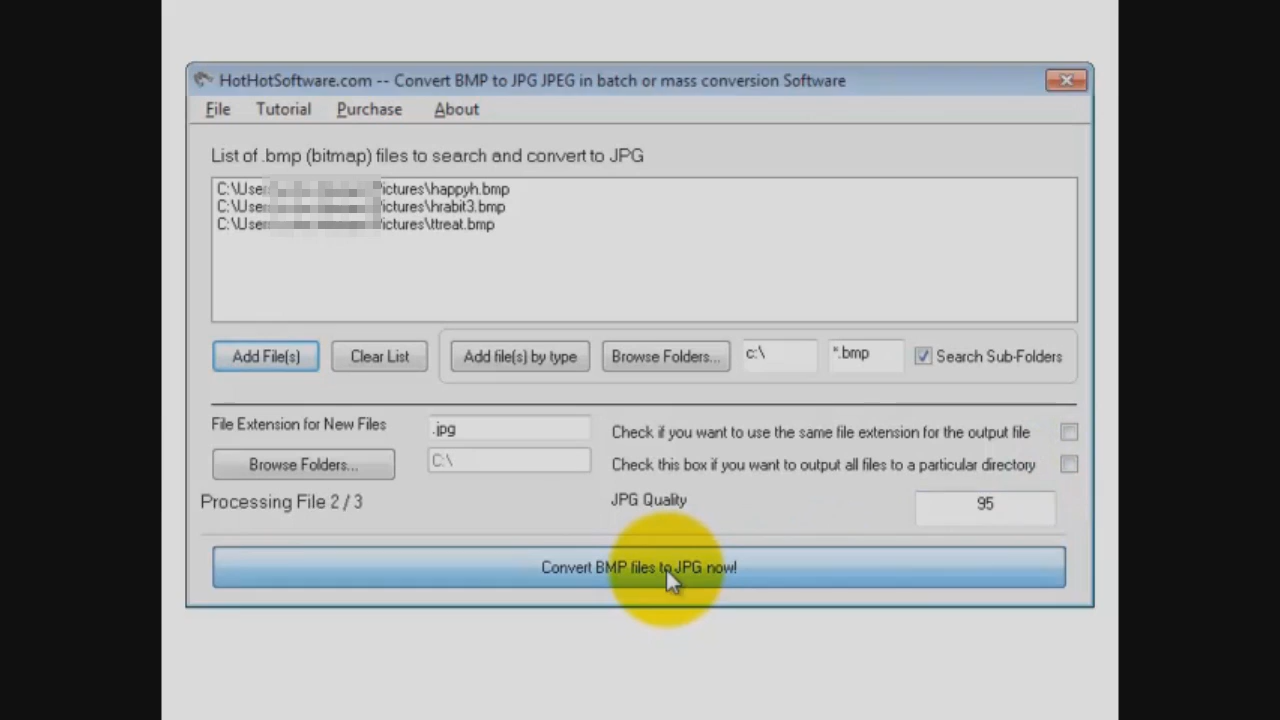 HotHotSoftware.com -- Convert BMP to JPG JPEG in batch or mass conversion Software
File Tutorial Purchase About
List of .bmp (bitmap) files to search and convert to JPG
C:\User ictures\happyh.bmp
C:\User ictures\hrabit3.bmp
C:\User ictures\ttreat.bmp
Add File(s) Clear List Add file(s) by type Browse Folders... c:\ *.bmp Search Sub-Folders
File Extension for New Files .jpg Check if you want to use the same file extension for the output file
Browse Folders... C:\ Check this box if you want to output all files to a particular directory
Processing File 2 / 3 JPG Quality 95
Convert BMP files to JPG now!